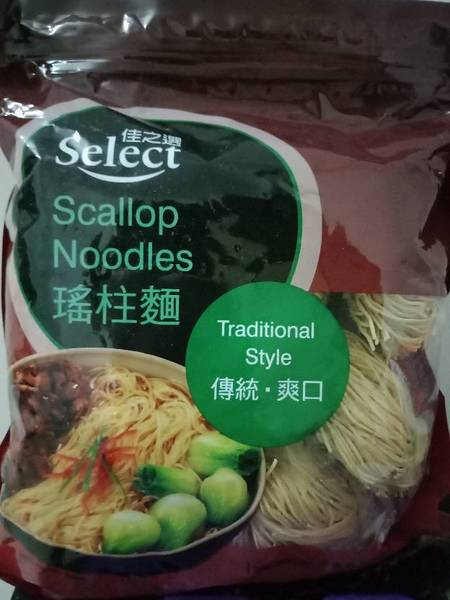 佳之選
Select
Scallop
Noodles
瑤柱麵
Traditional
Style
傳統·爽口